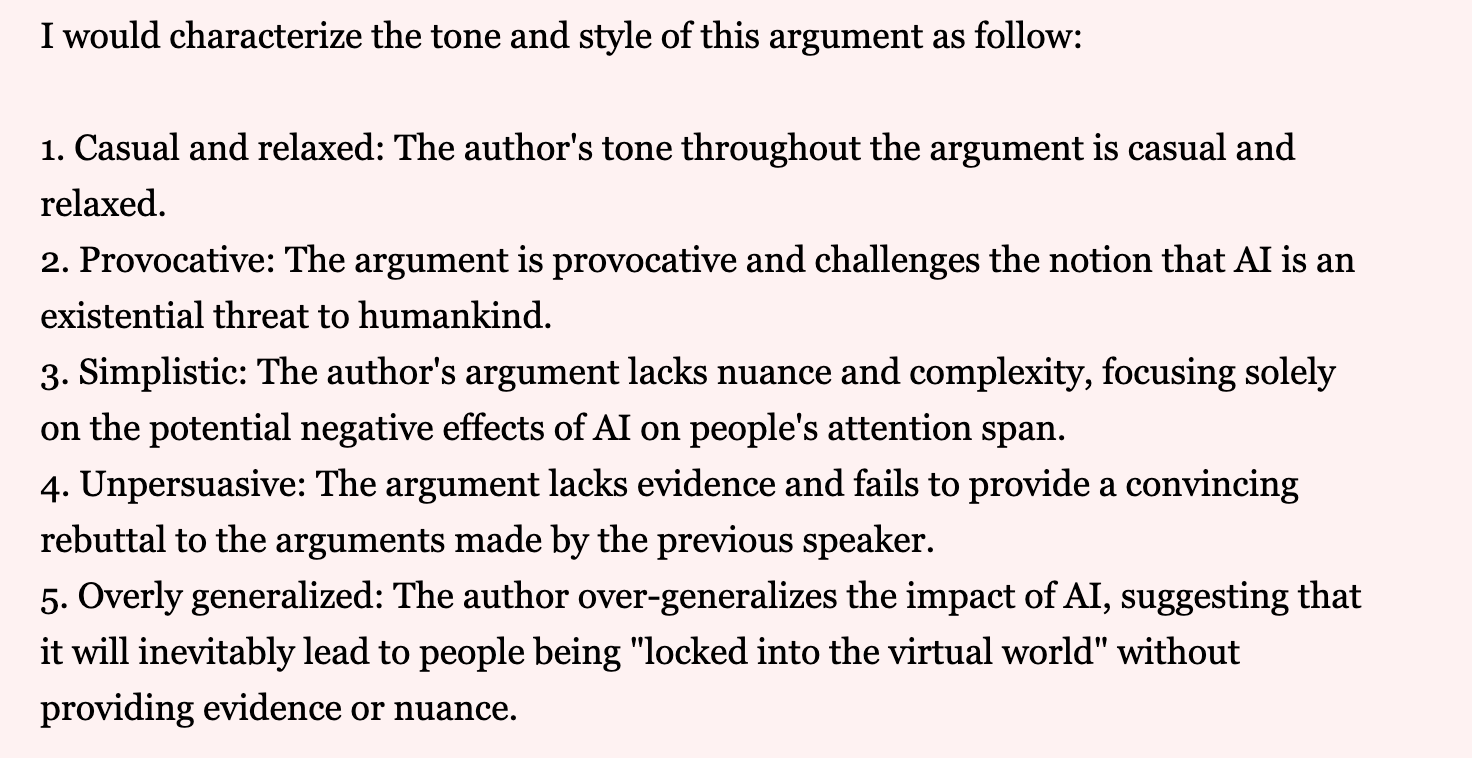 I would characterize the tone and style of this argument as follow:
1. Casual and relaxed: The author's tone throughout the argument is casual and
relaxed.
2. Provocative: The argument is provocative and challenges the notion that AI is an
existential threat to humankind.
3. Simplistic: The author's argument lacks nuance and complexity, focusing solely
on the potential negative effects of AI on people's attention span.
4. Unpersuasive: The argument lacks evidence and fails to provide a convincing
rebuttal to the arguments made by the previous speaker.
5. Overly generalized: The author over-generalizes the impact of AI, suggesting that
it will inevitably lead to people being "locked into the virtual world" without
providing evidence or nuance.